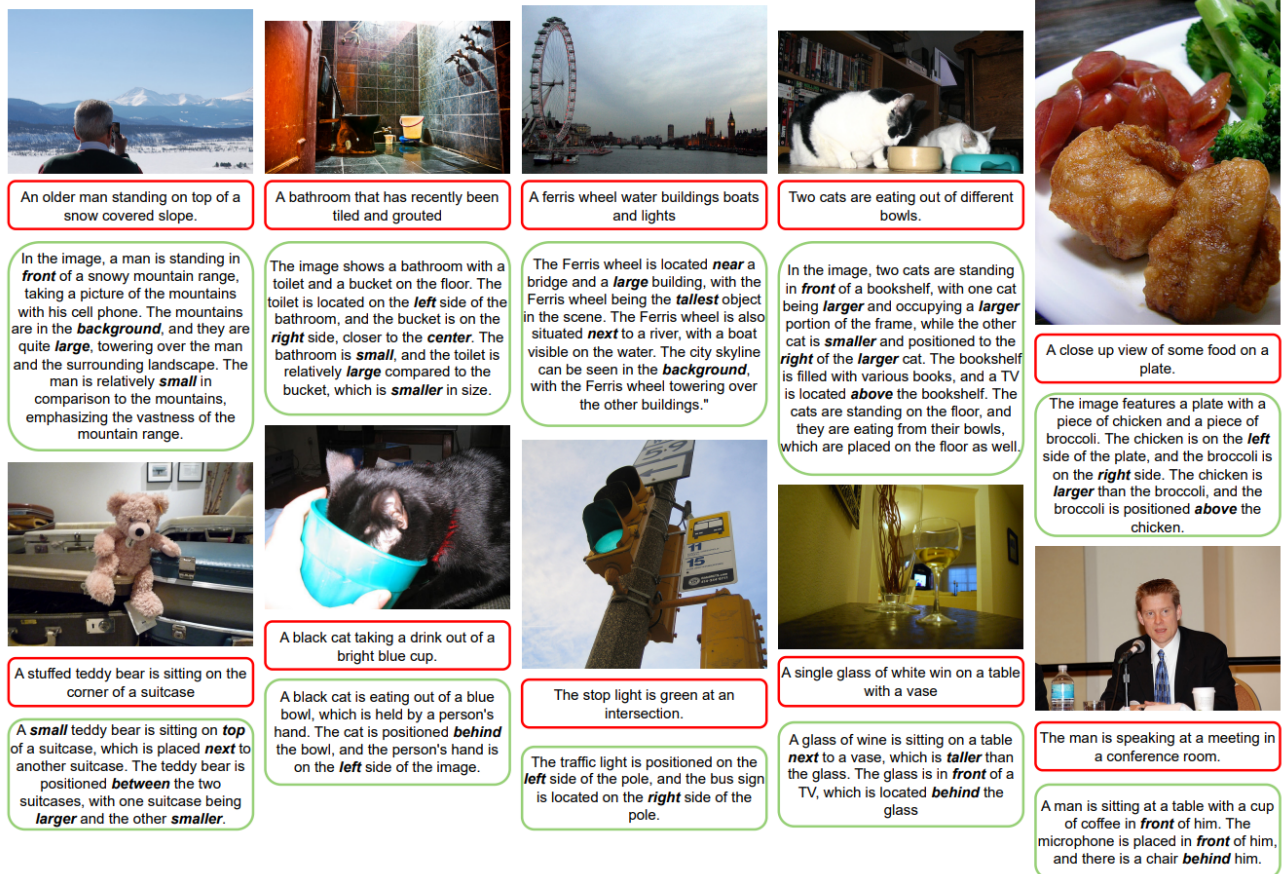 An older man standing on top of a
snow covered slope.
In the image, a man is standing in
front of a snowy mountain range,
taking a picture of the mountains
with his cell phone. The mountains
are in the background, and they are
quite large, towering over the man
and the surrounding landscape. The
man is relatively small in
comparison to the mountains,
emphasizing the vastness of the
mountain range.
A stuffed teddy bear is sitting on the
corner of a suitcase
A small teddy bear is sitting on top
of a suitcase, which is placed next to
another suitcase. The teddy bear is
positioned between the two
suitcases, with one suitcase being
larger and the other smaller.
A bathroom that has recently been
tiled and grouted
The image shows a bathroom with a
toilet and a bucket on the floor. The
toilet is located on the left side of the
bathroom, and the bucket is on the
right side, closer to the center. The
bathroom is small, and the toilet is
relatively large compared to the
bucket, which is smaller in size.
A black cat taking a drink out of a
bright blue cup.
A black cat is eating out of a blue
bowl, which is held by a person's
hand. The cat is positioned behind
the bowl, and the person's hand is
on the left side of the image.
A ferris wheel water buildings boats
and lights
The Ferris wheel is located near a
bridge and a large building, with the
Ferris wheel being the tallest object
in the scene. The Ferris wheel is also
situated next to a river, with a boat
visible on the water. The city skyline
can be seen in the background,
with the Ferris wheel towering over
the other buildings."
11
15
The stop light is green at an
intersection.
The traffic light is positioned on the
left side of the pole, and the bus sign
is located on the right side of the
pole.
Two cats are eating out of different
bowls.
In the image, two cats are standing
in front of a bookshelf, with one cat
being larger and occupying a larger
portion of the frame, while the other
cat is smaller and positioned to the
right of the larger cat. The bookshelf
is filled with various books, and a TV
is located above the bookshelf. The
cats are standing on the floor, and
they are eating from their bowls,
which are placed on the floor as well.
A single glass of white win on a table
with a vase
A glass of wine is sitting on a table
next to a vase, which is taller than
the glass. The glass is in front of a
TV, which is located behind the
glass
A close up view of some food on a
plate.
The image features a plate with a
piece of chicken and a piece of
broccoli. The chicken is on the left
side of the plate, and the broccoli is
on the right side. The chicken is
larger than the broccoli, and the
broccoli is positioned above the
chicken.
The man is speaking at a meeting in
a conference room.
A man is sitting at a table with a cup
of coffee in front of him. The
microphone is placed in front of him,
and there is a chair behind him.